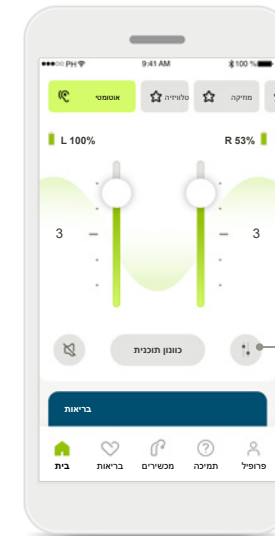 PH 9:41 AM 100 %
אוטומטי טלוויזיה מוזיקה
L 100% R 53%
3 3
כוונון תוכנית
בריאות
בית בריאות מכשירים תמיכה פרופיל